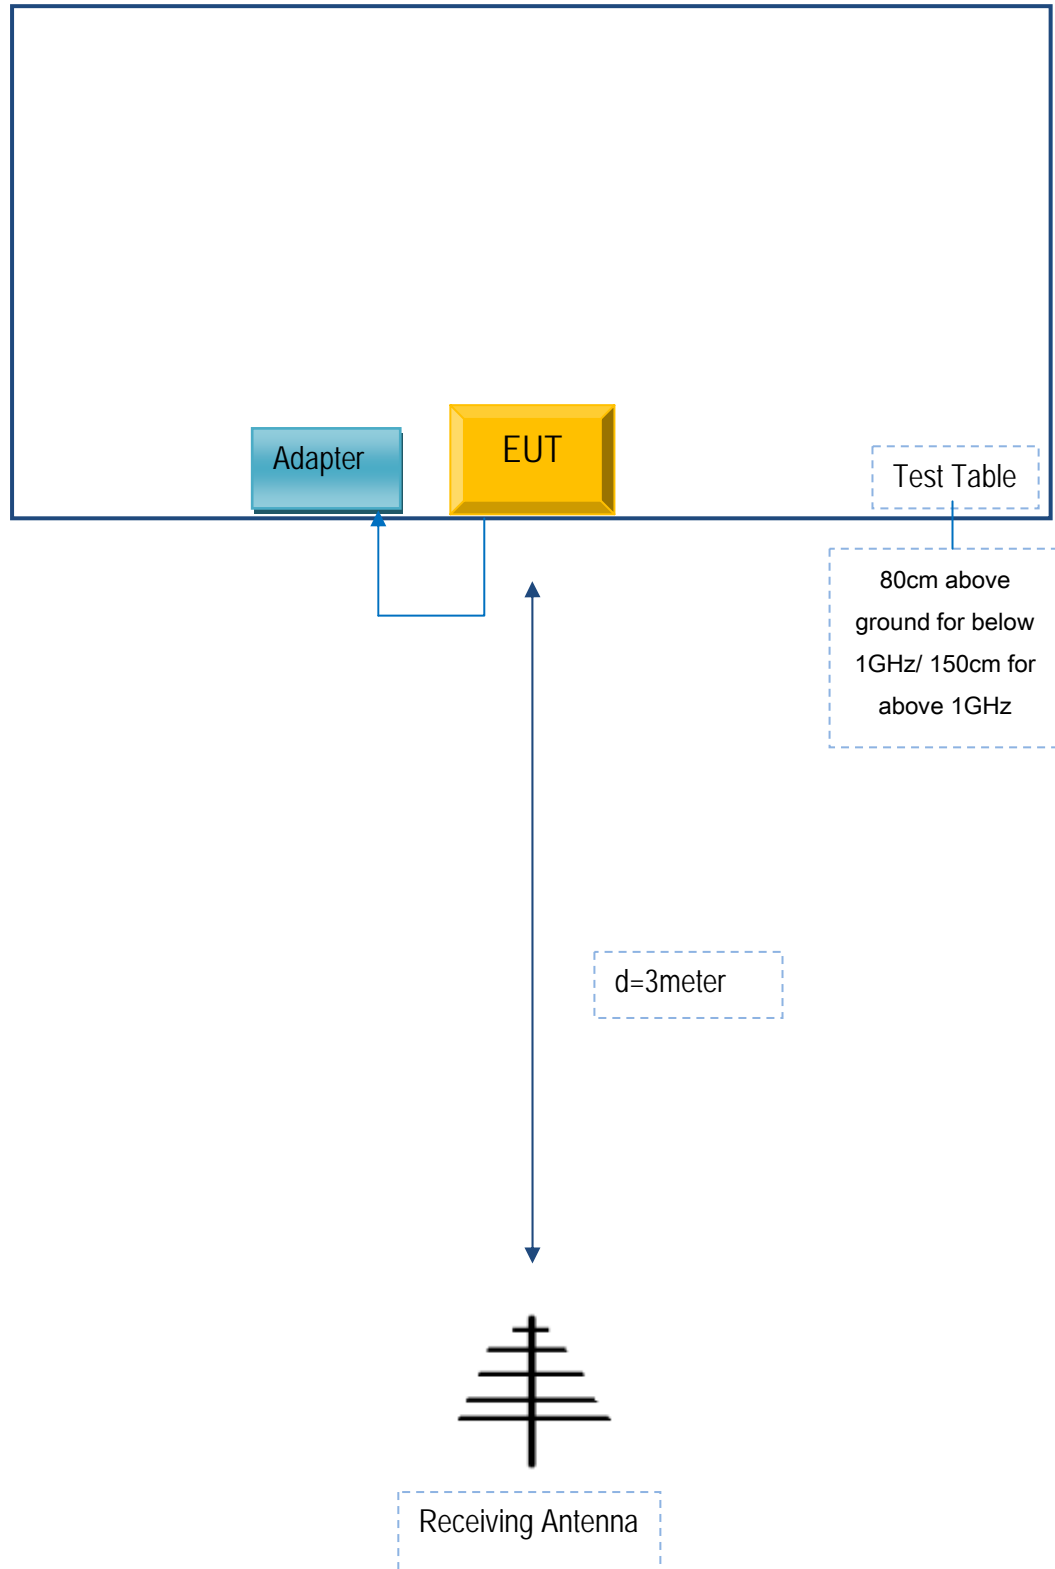 EUT
Adapter
Test Table
80cm above
ground for below
1GHz/ 150cm for
above 1GHz
d=3meter
Receiving Antenna